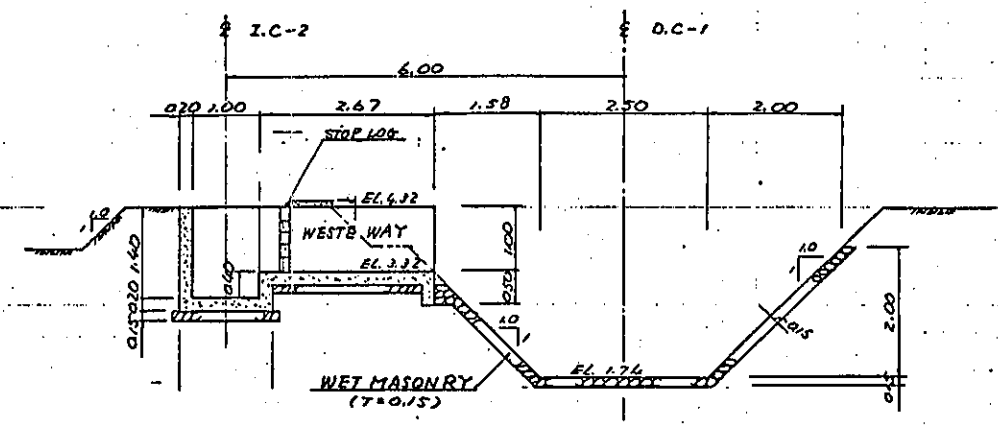 ℄ I.C-2
℄ D.C-1
6.00
0.20 1.00 2.67 1.58 2.50 2.00
STOP LOG
EL.4.32
WESTE WAY
EL.3.32
1.0
1
1.40
0.20
0.15
0.40
1.00
0.50
1.0
1
1.0
1
0.15
2.00
EL.1.74
WET MASONRY
(T=0.15)